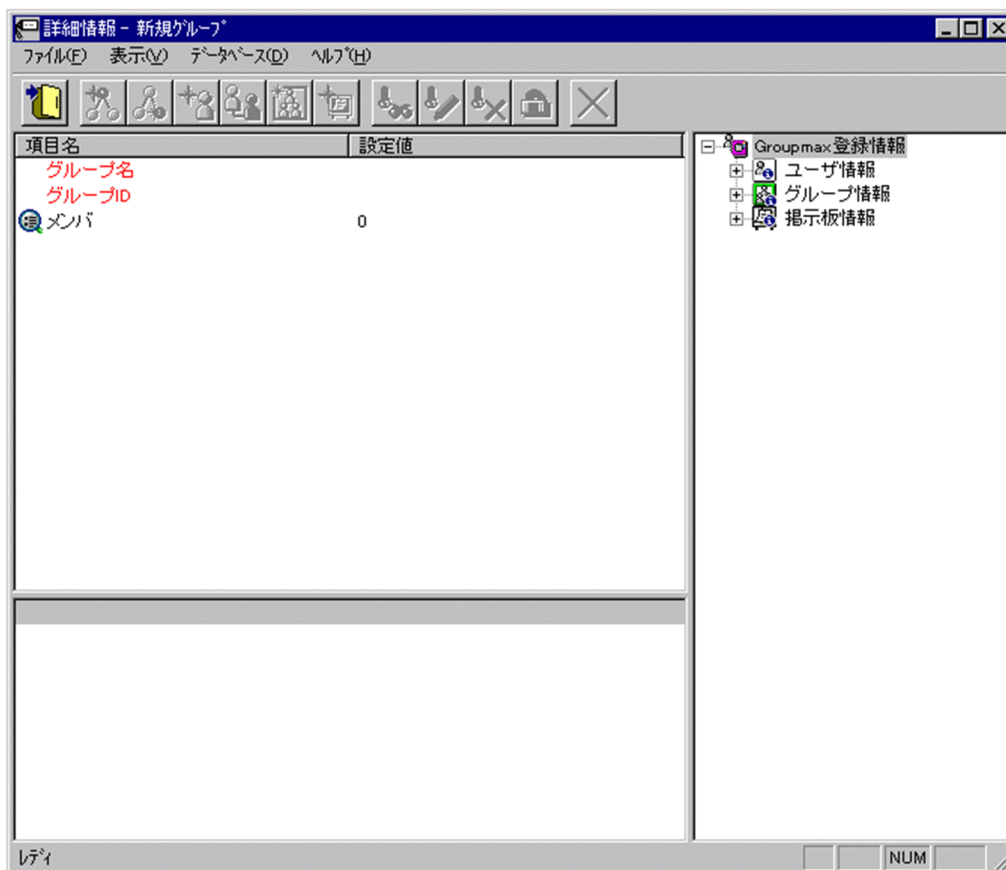 詳細情報 - 新規ｸﾞﾙｰﾌﾟ
ﾌｧｲﾙ(F) 表示(V) ﾃﾞｰﾀﾍﾞｰｽ(D) ﾍﾙﾌﾟ(H)
項目名 設定値
グループ名
グループID
メンバ 0
Groupmax登録情報
ユーザ情報
グループ情報
掲示板情報
ﾚﾃﾞｨ NUM